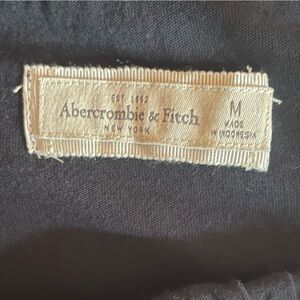 EST 1892
Abercrombie & Fitch
NEW YORK
M
MADE
IN INDONESIA